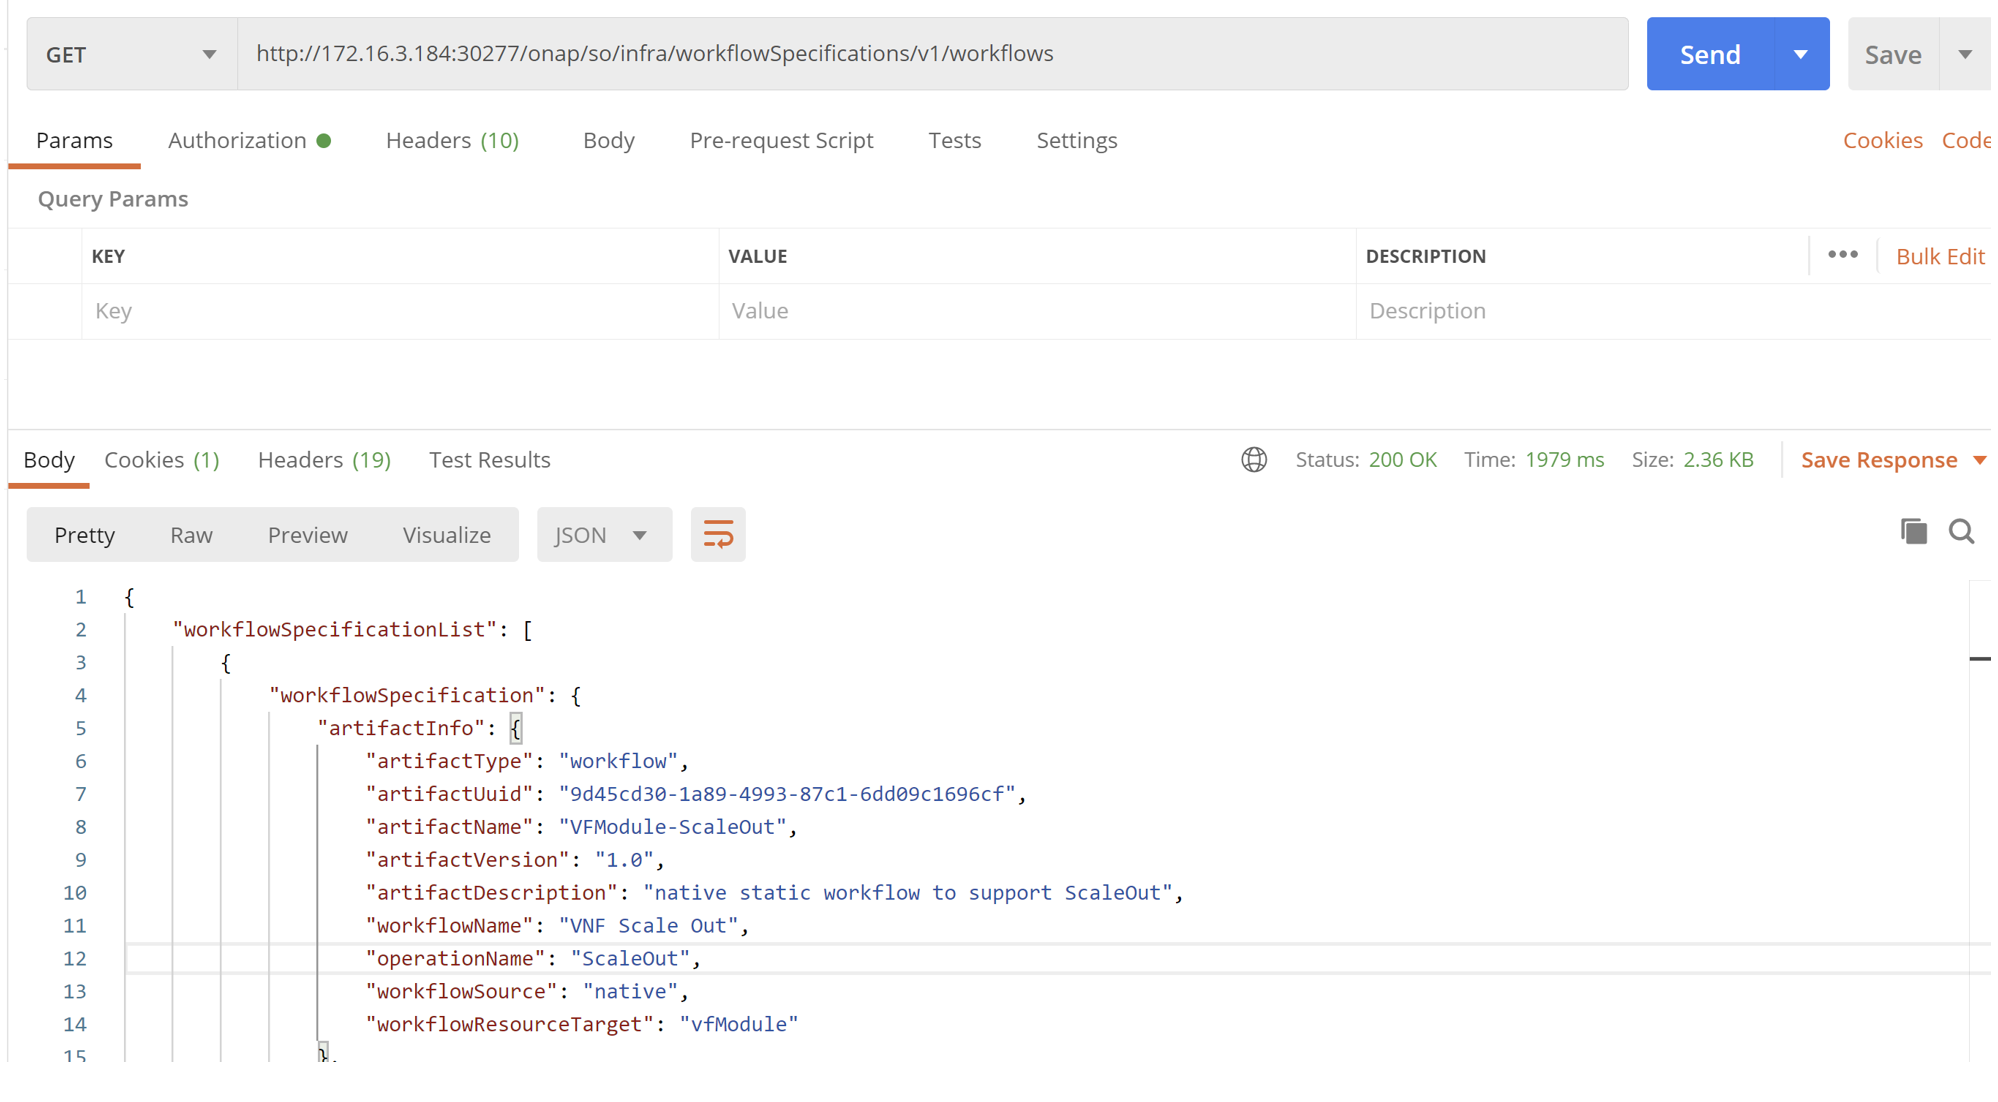 GET http://172.16.3.184:30277/onap/so/infra/workflowSpecifications/v1/workflows Send Save
Params Authorization Headers (10) Body Pre-request Script Tests Settings Cookies Code
Query Params
KEY VALUE DESCRIPTION ••• Bulk Edit
Key Value Description
Body Cookies (1) Headers (19) Test Results Status: 200 OK Time: 1979 ms Size: 2.36 KB Save Response
Pretty Raw Preview Visualize JSON
1 {
2 "workflowSpecificationList": [
3 {
4 "workflowSpecification": {
5 "artifactInfo": {
6 "artifactType": "workflow",
7 "artifactUuid": "9d45cd30-1a89-4993-87c1-6dd09c1696cf",
8 "artifactName": "VFModule-ScaleOut",
9 "artifactVersion": "1.0",
10 "artifactDescription": "native static workflow to support ScaleOut",
11 "workflowName": "VNF Scale Out",
12 "operationName": "ScaleOut",
13 "workflowSource": "native",
14 "workflowResourceTarget": "vfModule"
15 },